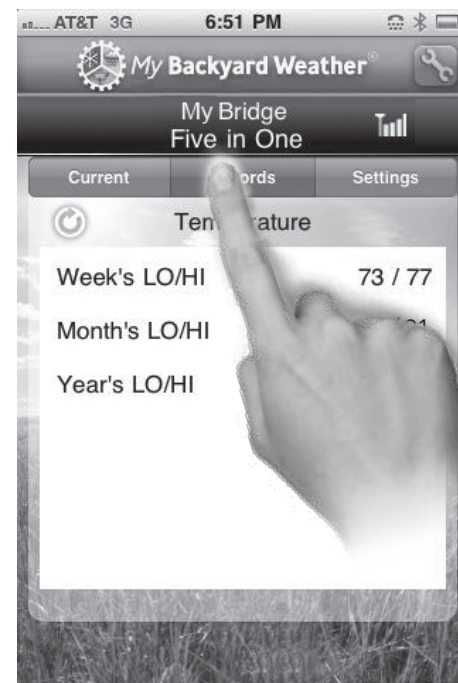 AT&T 3G 6:51 PM
My Backyard Weather®
My Bridge
Five in One
Current Settings
Week's LO/HI 73 / 77
Month's LO/HI
Year's LO/HI